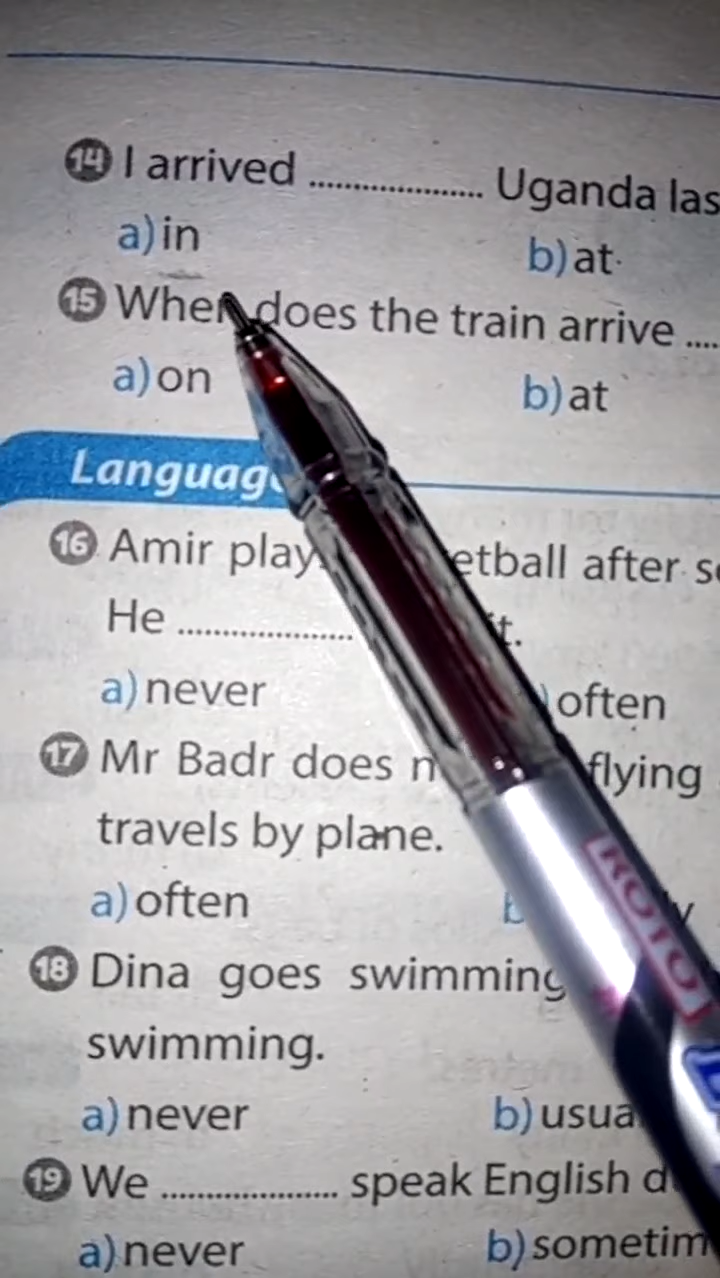 14 I arrived .................... Uganda las
a) in b) at
15 When does the train arrive ....
a) on b) at
Languag
16 Amir play etball after s
He .................... it.
a) never often
17 Mr Badr does n flying
travels by plane.
a) often b y
18 Dina goes swimming
swimming.
a) never b) usua
19 We .................... speak English d
a) never b) sometim
ROTO